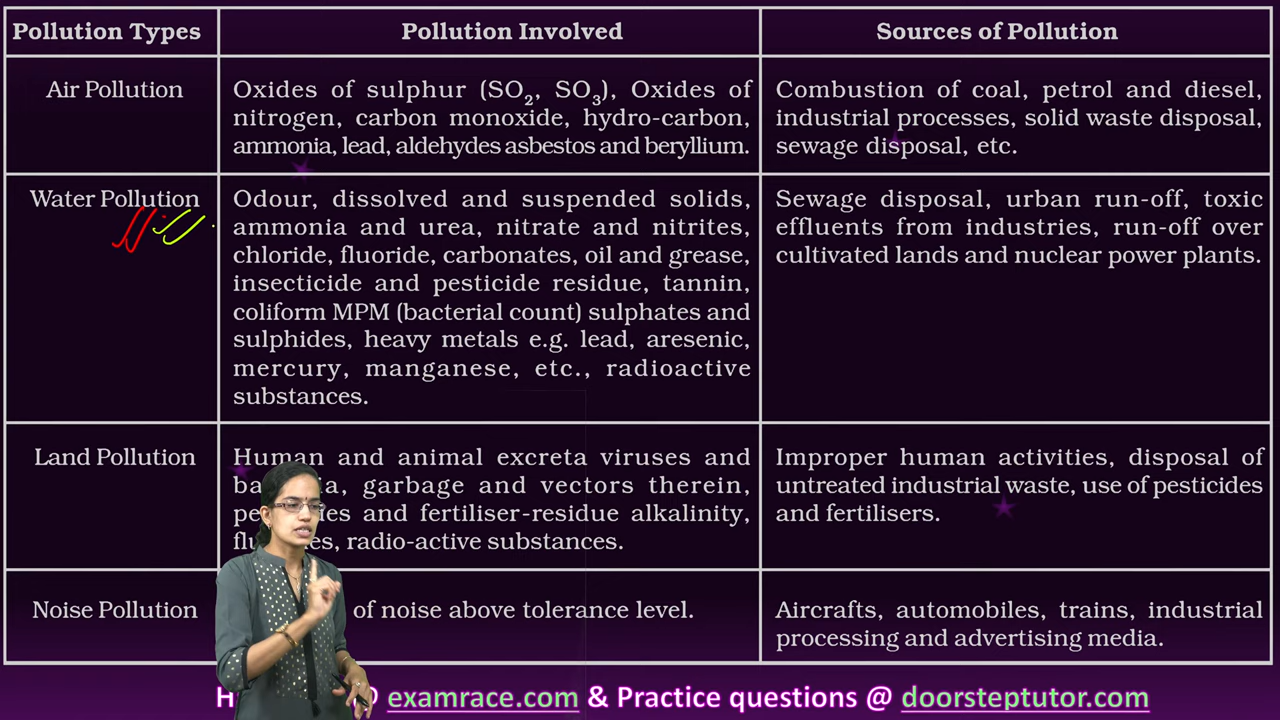 Pollution Types Pollution Involved Sources of Pollution
Air Pollution
Oxides of sulphur (SO2, SO3), Oxides of
nitrogen, carbon monoxide, hydro-carbon,
ammonia, lead, aldehydes asbestos and beryllium.
Combustion of coal, petrol and diesel,
industrial processes, solid waste disposal,
sewage disposal, etc.
Water Pollution
Odour, dissolved and suspended solids,
ammonia and urea, nitrate and nitrites,
chloride, fluoride, carbonates, oil and grease,
insecticide and pesticide residue, tannin,
coliform MPM (bacterial count) sulphates and
sulphides, heavy metals e.g. lead, aresenic,
mercury, manganese, etc., radioactive
substances.
Sewage disposal, urban run-off, toxic
effluents from industries, run-off over
cultivated lands and nuclear power plants.
Land Pollution
Human and animal excreta viruses and
garbage and vectors therein,
and fertiliser-residue alkalinity,
radio-active substances.
Improper human activities, disposal of
untreated industrial waste, use of pesticides
and fertilisers.
Noise Pollution
of noise above tolerance level.
Aircrafts, automobiles, trains, industrial
processing and advertising media.
examrace.com & Practice questions @ doorsteptutor.com